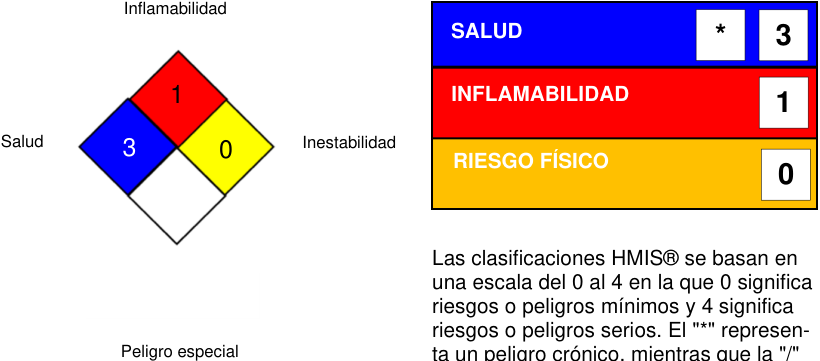 Inflamabilidad
1
Salud
3
0
Inestabilidad
Peligro especial
SALUD * 3
INFLAMABILIDAD 1
RIESGO FÍSICO 0
Las clasificaciones HMIS® se basan en
una escala del 0 al 4 en la que 0 significa
riesgos o peligros mínimos y 4 significa
riesgos o peligros serios. El "*" represen-
ta un peligro crónico, mientras que la "/"